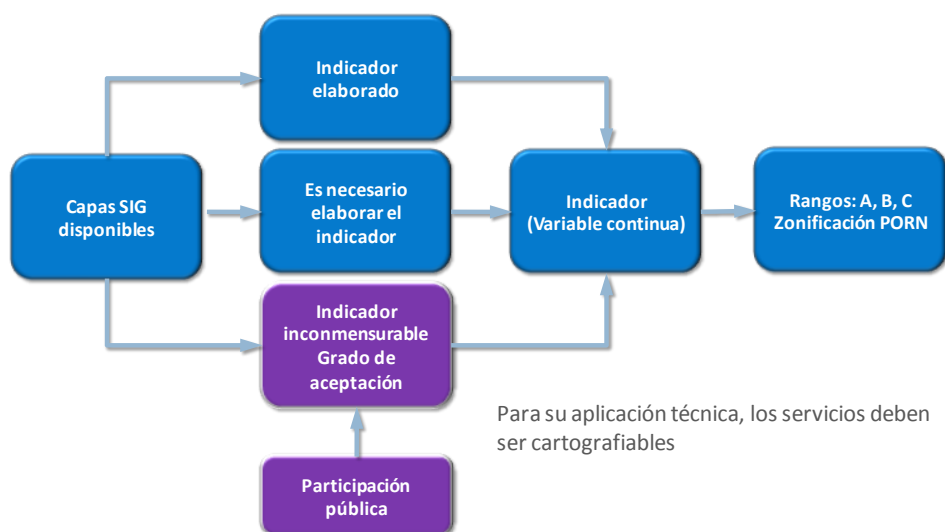 Indicador
elaborado
Capas SIG
disponibles
Es necesario
elaborar el
indicador
Indicador
(Variable continua)
Rangos: A, B, C
Zonificación PORN
Indicador
inconmensurable
Grado de
aceptación
Para su aplicación técnica, los servicios deben
ser cartografiables
Participación
pública